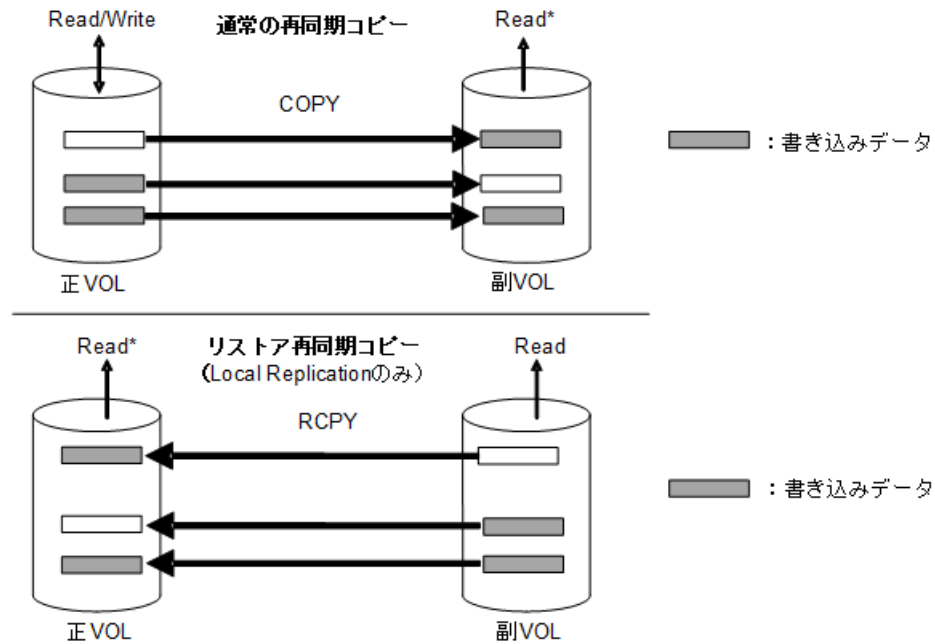 Read/Write
通常の再同期コピー
Read*
COPY
：書き込みデータ
正VOL
副VOL
Read*
リストア再同期コピー
Read
(Local Replicationのみ)
RCPY
：書き込みデータ
正VOL
副VOL